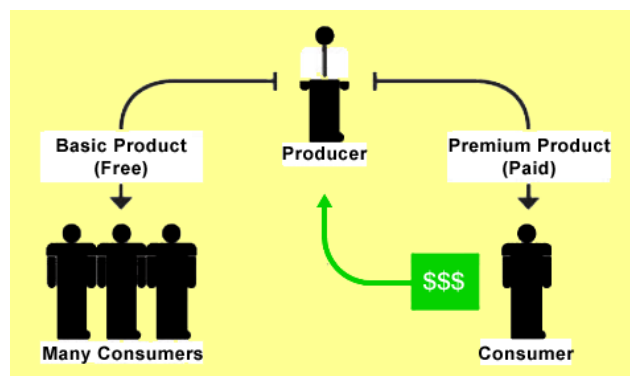 Producer
Basic Product
(Free)
Premium Product
(Paid)
$$$
Many Consumers
Consumer